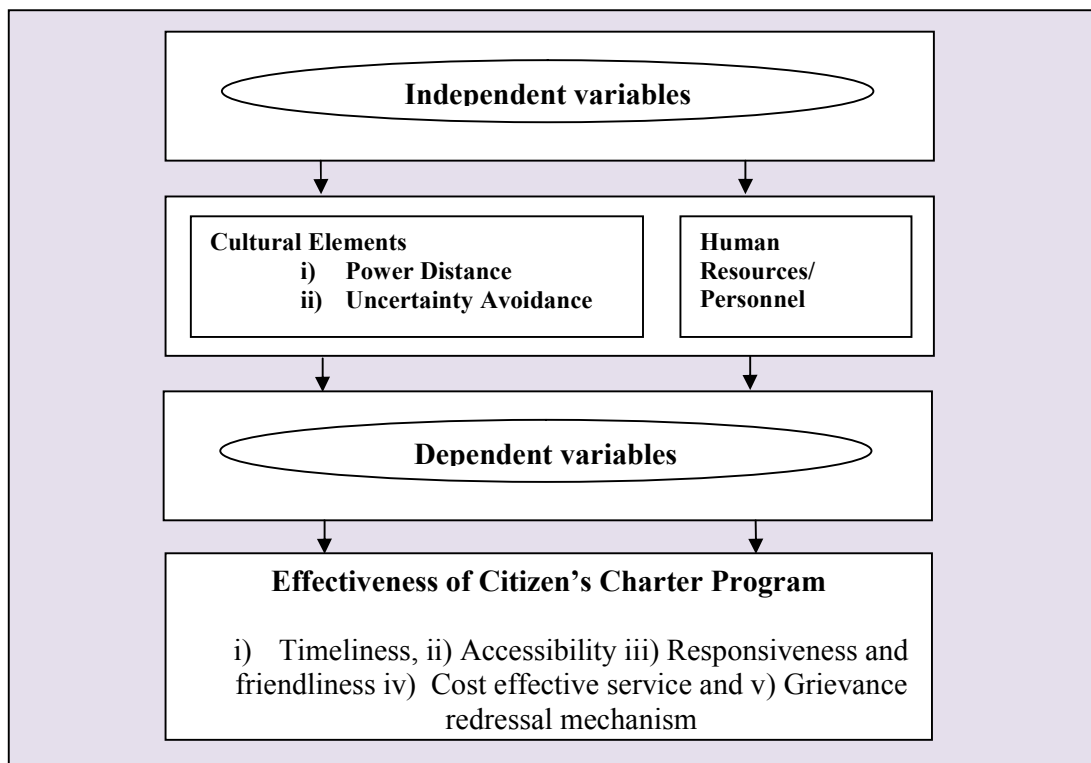 Independent variables
Cultural Elements
i) Power Distance
ii) Uncertainty Avoidance
Human
Resources/
Personnel
Dependent variables
Effectiveness of Citizen’s Charter Program
i) Timeliness, ii) Accessibility iii) Responsiveness and
friendliness iv) Cost effective service and v) Grievance
redressal mechanism